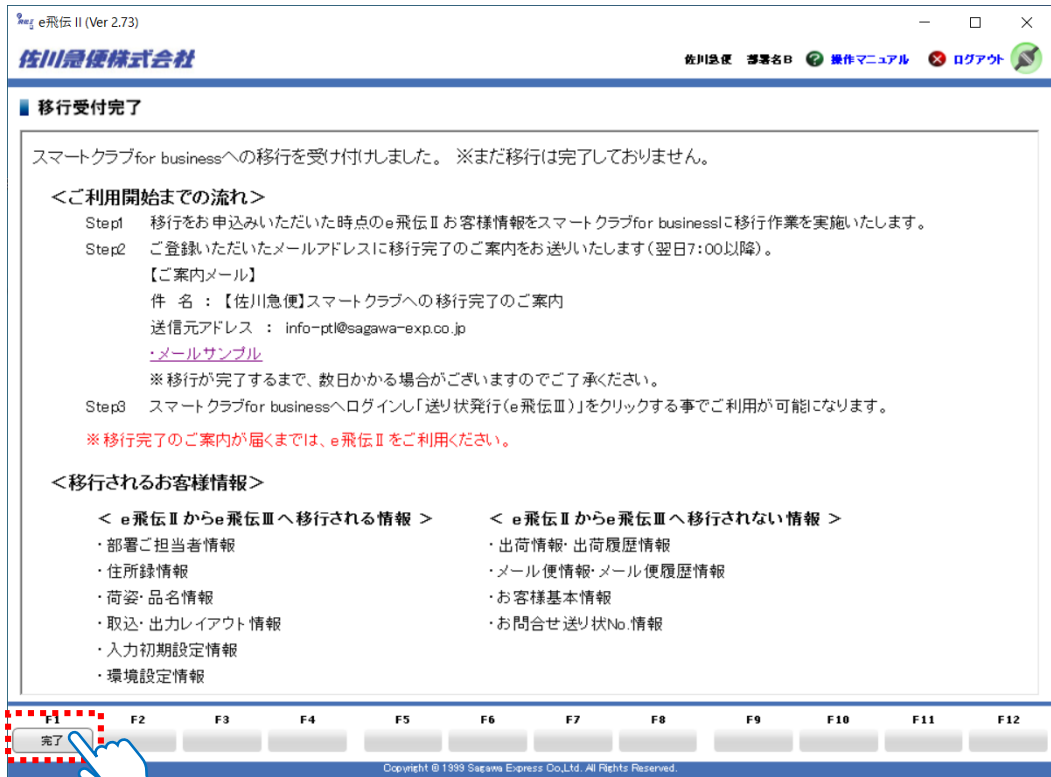 e飛伝Ⅱ(Ver 2.73)
佐川急便株式会社
佐川急便 部署名B 操作マニュアル ログアウト
移行受付完了
スマートクラブfor businessへの移行を受け付けしました。 ※まだ移行は完了しておりません。
＜ご利用開始までの流れ＞
Step1 移行をお申込みいただいた時点のe飛伝Ⅱお客様情報をスマートクラブfor businessに移行作業を実施いたします。
Step2 ご登録いただいたメールアドレスに移行完了のご案内をお送りいたします（翌日7：00以降）。
【ご案内メール】
件 名 ： 【佐川急便】スマートクラブへの移行完了のご案内
送信元アドレス ： info-ptl@sagawa-exp.co.jp
・メールサンプル
※移行が完了するまで、数日かかる場合がございますのでご了承ください。
Step3 スマートクラブfor businessへログインし「送り状発行(e飛伝Ⅲ)」をクリックする事でご利用が可能になります。
※移行完了のご案内が届くまでは、e飛伝Ⅱをご利用ください。
＜移行されるお客様情報＞
＜ e飛伝Ⅱからe飛伝Ⅲへ移行される情報 ＞ ＜ e飛伝Ⅱからe飛伝Ⅲへ移行されない情報 ＞
・部署ご担当者情報 ・出荷情報・出荷履歴情報
・住所録情報 ・メール便情報・メール便履歴情報
・荷姿・品名情報 ・お客様基本情報
・取込・出力レイアウト情報 ・お問合せ送り状No.情報
・入力初期設定情報
・環境設定情報
F1 F2 F3 F4 F5 F6 F7 F8 F9 F10 F11 F12
完了
Copyright © 1999 Sagawa Express Co.,Ltd. All Rights Reserved.